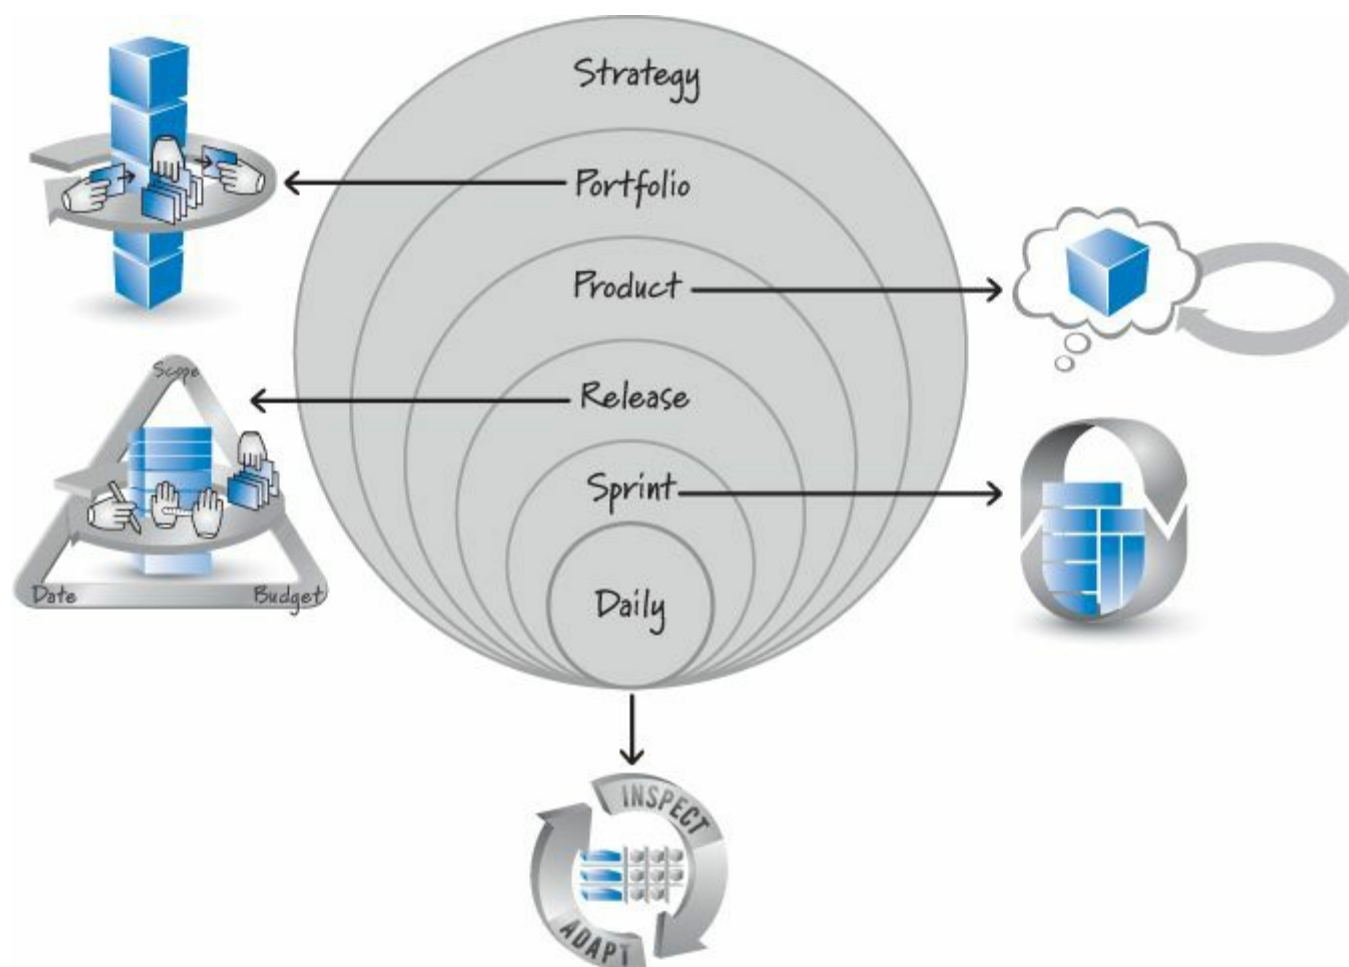 Strategy
Portfolio
Product
Release
Sprint
Daily
Scope
Date
Budget
INSPECT
ADAPT